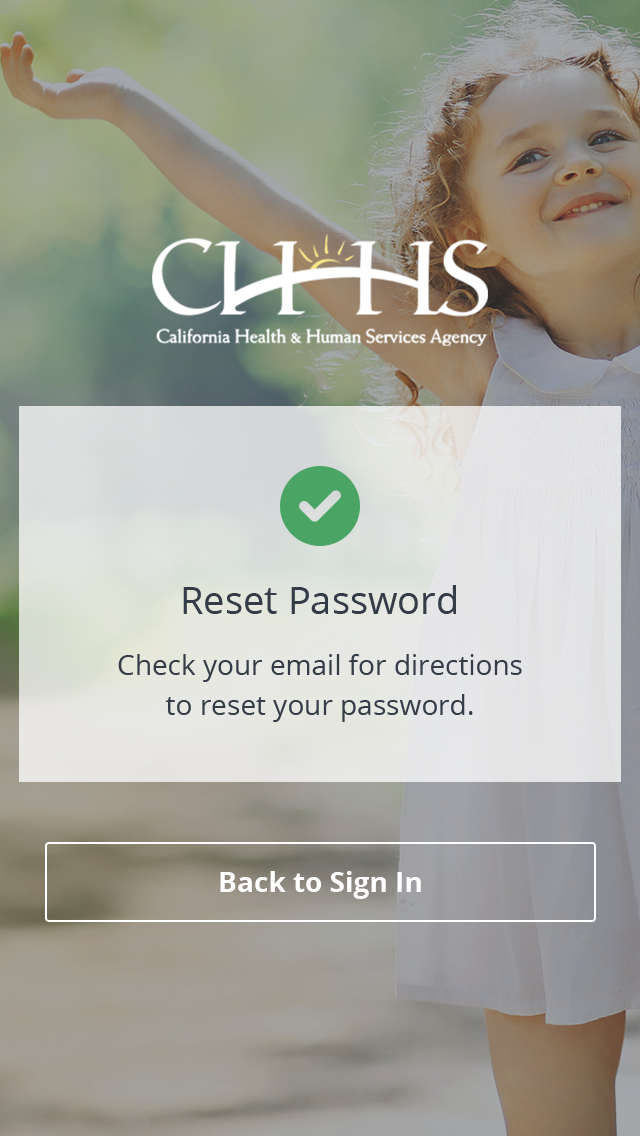 CHHS
California Health & Human Services Agency
Reset Password
Check your email for directions
to reset your password.
Back to Sign In